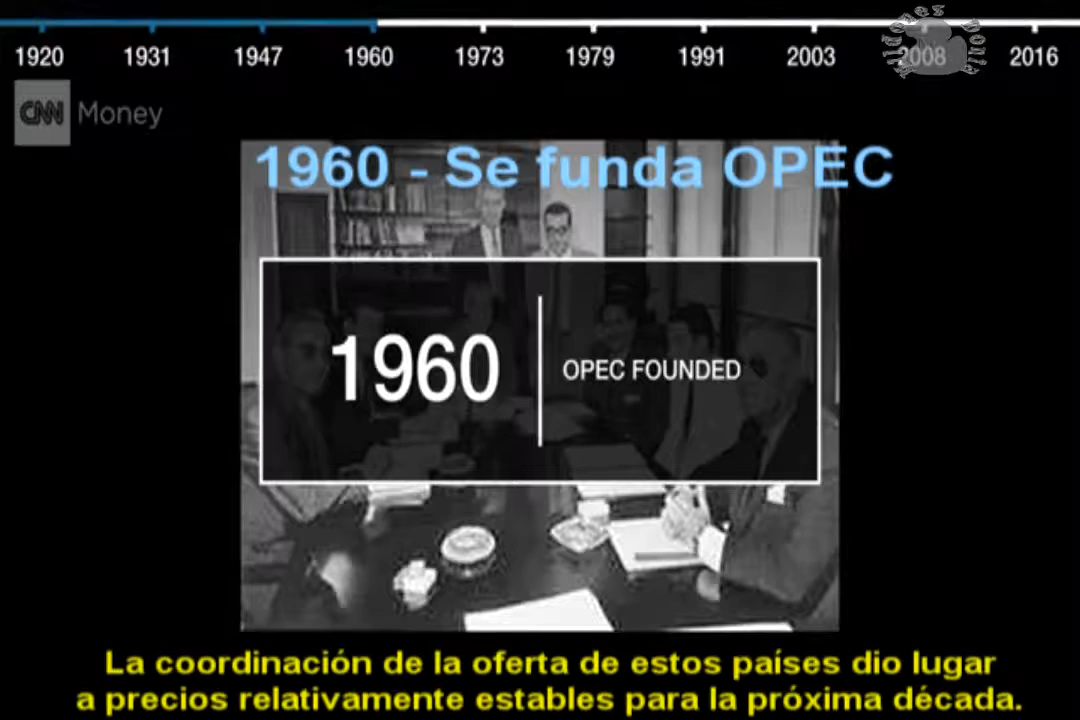 1920 1931 1947 1960 1973 1979 1991 2003 2008 2016
CNN Money
1960 - Se funda OPEC
1960 OPEC FOUNDED
La coordinación de la oferta de estos países dio lugar
a precios relativamente estables para la próxima década.